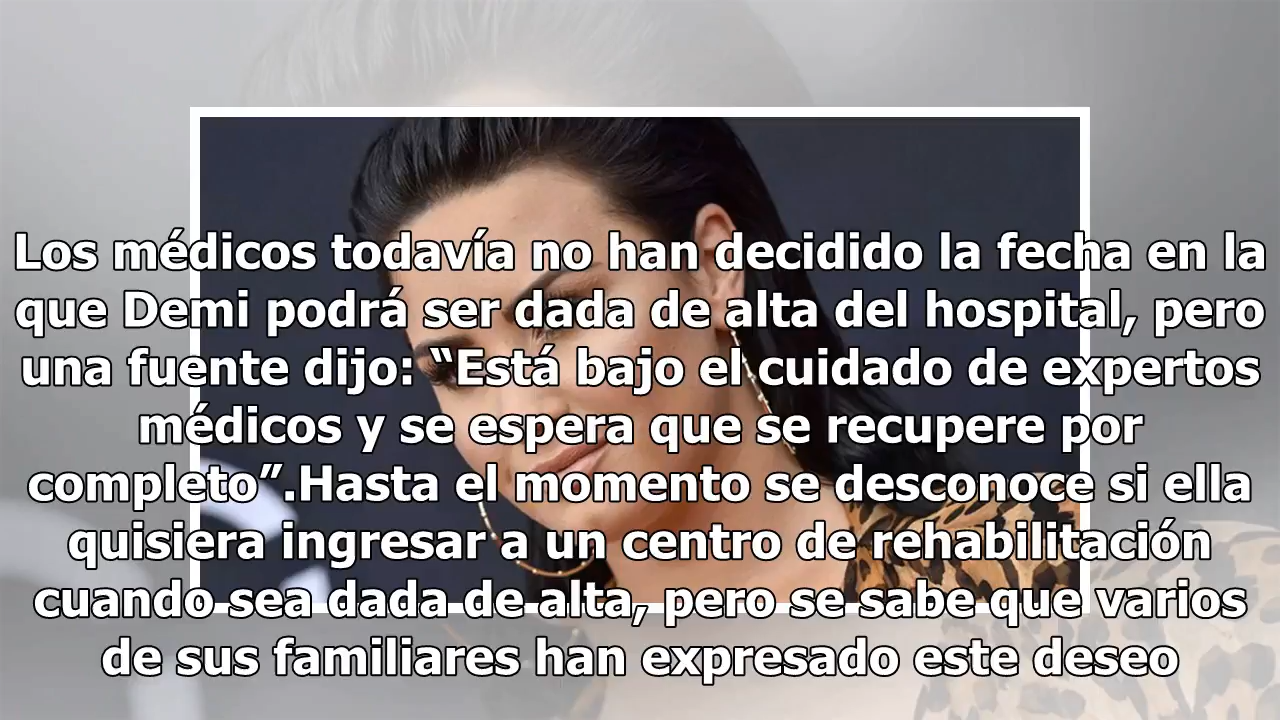 Los médicos todavía no han decidido la fecha en la
que Demi podrá ser dada de alta del hospital, pero
una fuente dijo: “Está bajo el cuidado de expertos
médicos y se espera que se recupere por
completo”.Hasta el momento se desconoce si ella
quisiera ingresar a un centro de rehabilitación
cuando sea dada de alta, pero se sabe que varios
de sus familiares han expresado este deseo